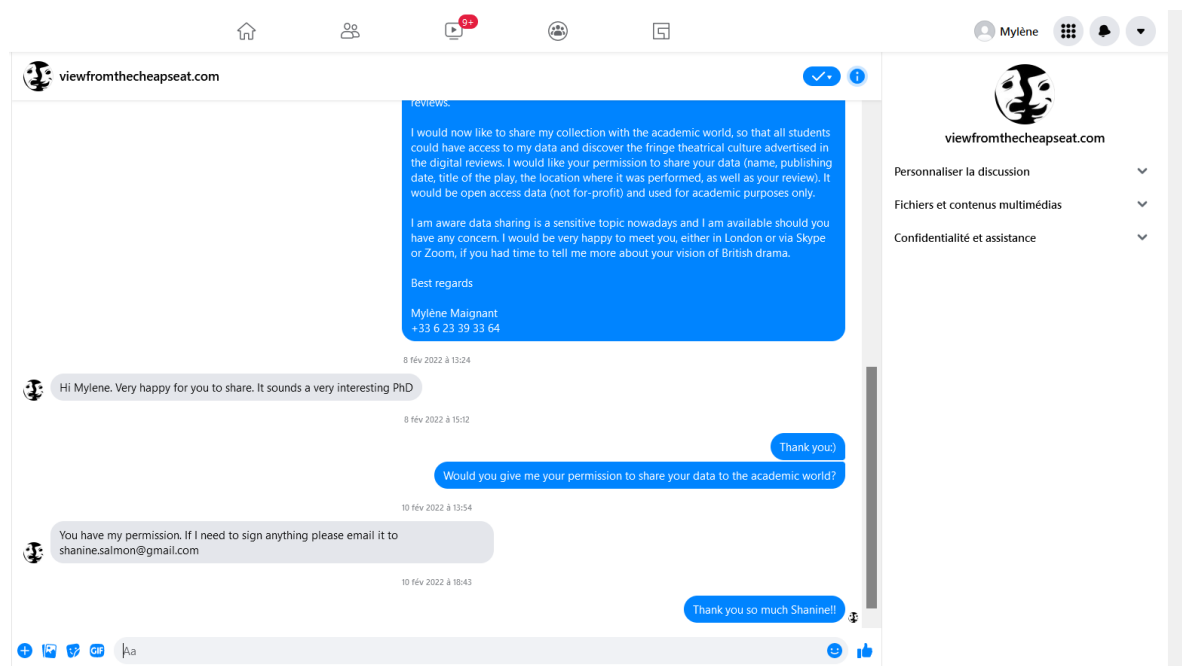 9+
Mylène
viewfromthecheapseat.com
reviews.
I would now like to share my collection with the academic world, so that all students
could have access to my data and discover the fringe theatrical culture advertised in
the digital reviews. I would like your permission to share your data (name, publishing
date, title of the play, the location where it was performed, as well as your review). It
would be open access data (not for-profit) and used for academic purposes only.
I am aware data sharing is a sensitive topic nowadays and I am available should you
have any concern. I would be very happy to meet you, either in London or via Skype
or Zoom, if you had time to tell me more about your vision of British drama.
Best regards
Mylène Maignant
+33 6 23 39 33 64
8 fév 2022 à 13:24
Hi Mylene. Very happy for you to share. It sounds a very interesting PhD
8 fév 2022 à 15:12
Thank you:)
Would you give me your permission to share your data to the academic world?
10 fév 2022 à 13:54
You have my permission. If I need to sign anything please email it to
shanine.salmon@gmail.com
10 fév 2022 à 18:43
Thank you so much Shanine!!
GIF
Aa
viewfromthecheapseat.com
Personnaliser la discussion
Fichiers et contenus multimédias
Confidentialité et assistance